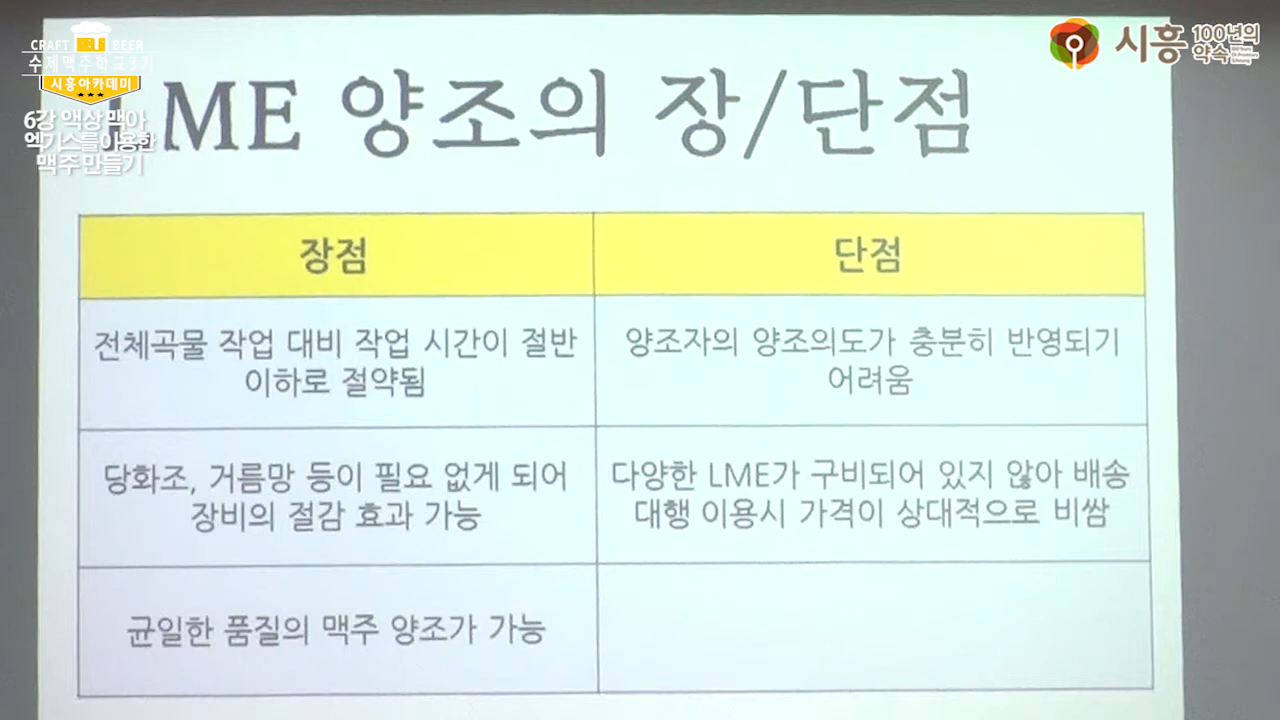 CRAFT BEER
수제맥주학교3기
시흥아카데미
6강 액상 맥아
엑기스를 이용한
맥주 만들기
시흥 100년의
약속
LME 양조의 장/단점
장점
단점
전체곡물 작업 대비 작업 시간이 절반
이하로 절약됨
양조자의 양조의도가 충분히 반영되기
어려움
당화조, 거름망 등이 필요 없게 되어
장비의 절감 효과 가능
다양한 LME가 구비되어 있지 않아 배송
대행 이용시 가격이 상대적으로 비쌈
균일한 품질의 맥주 양조가 가능